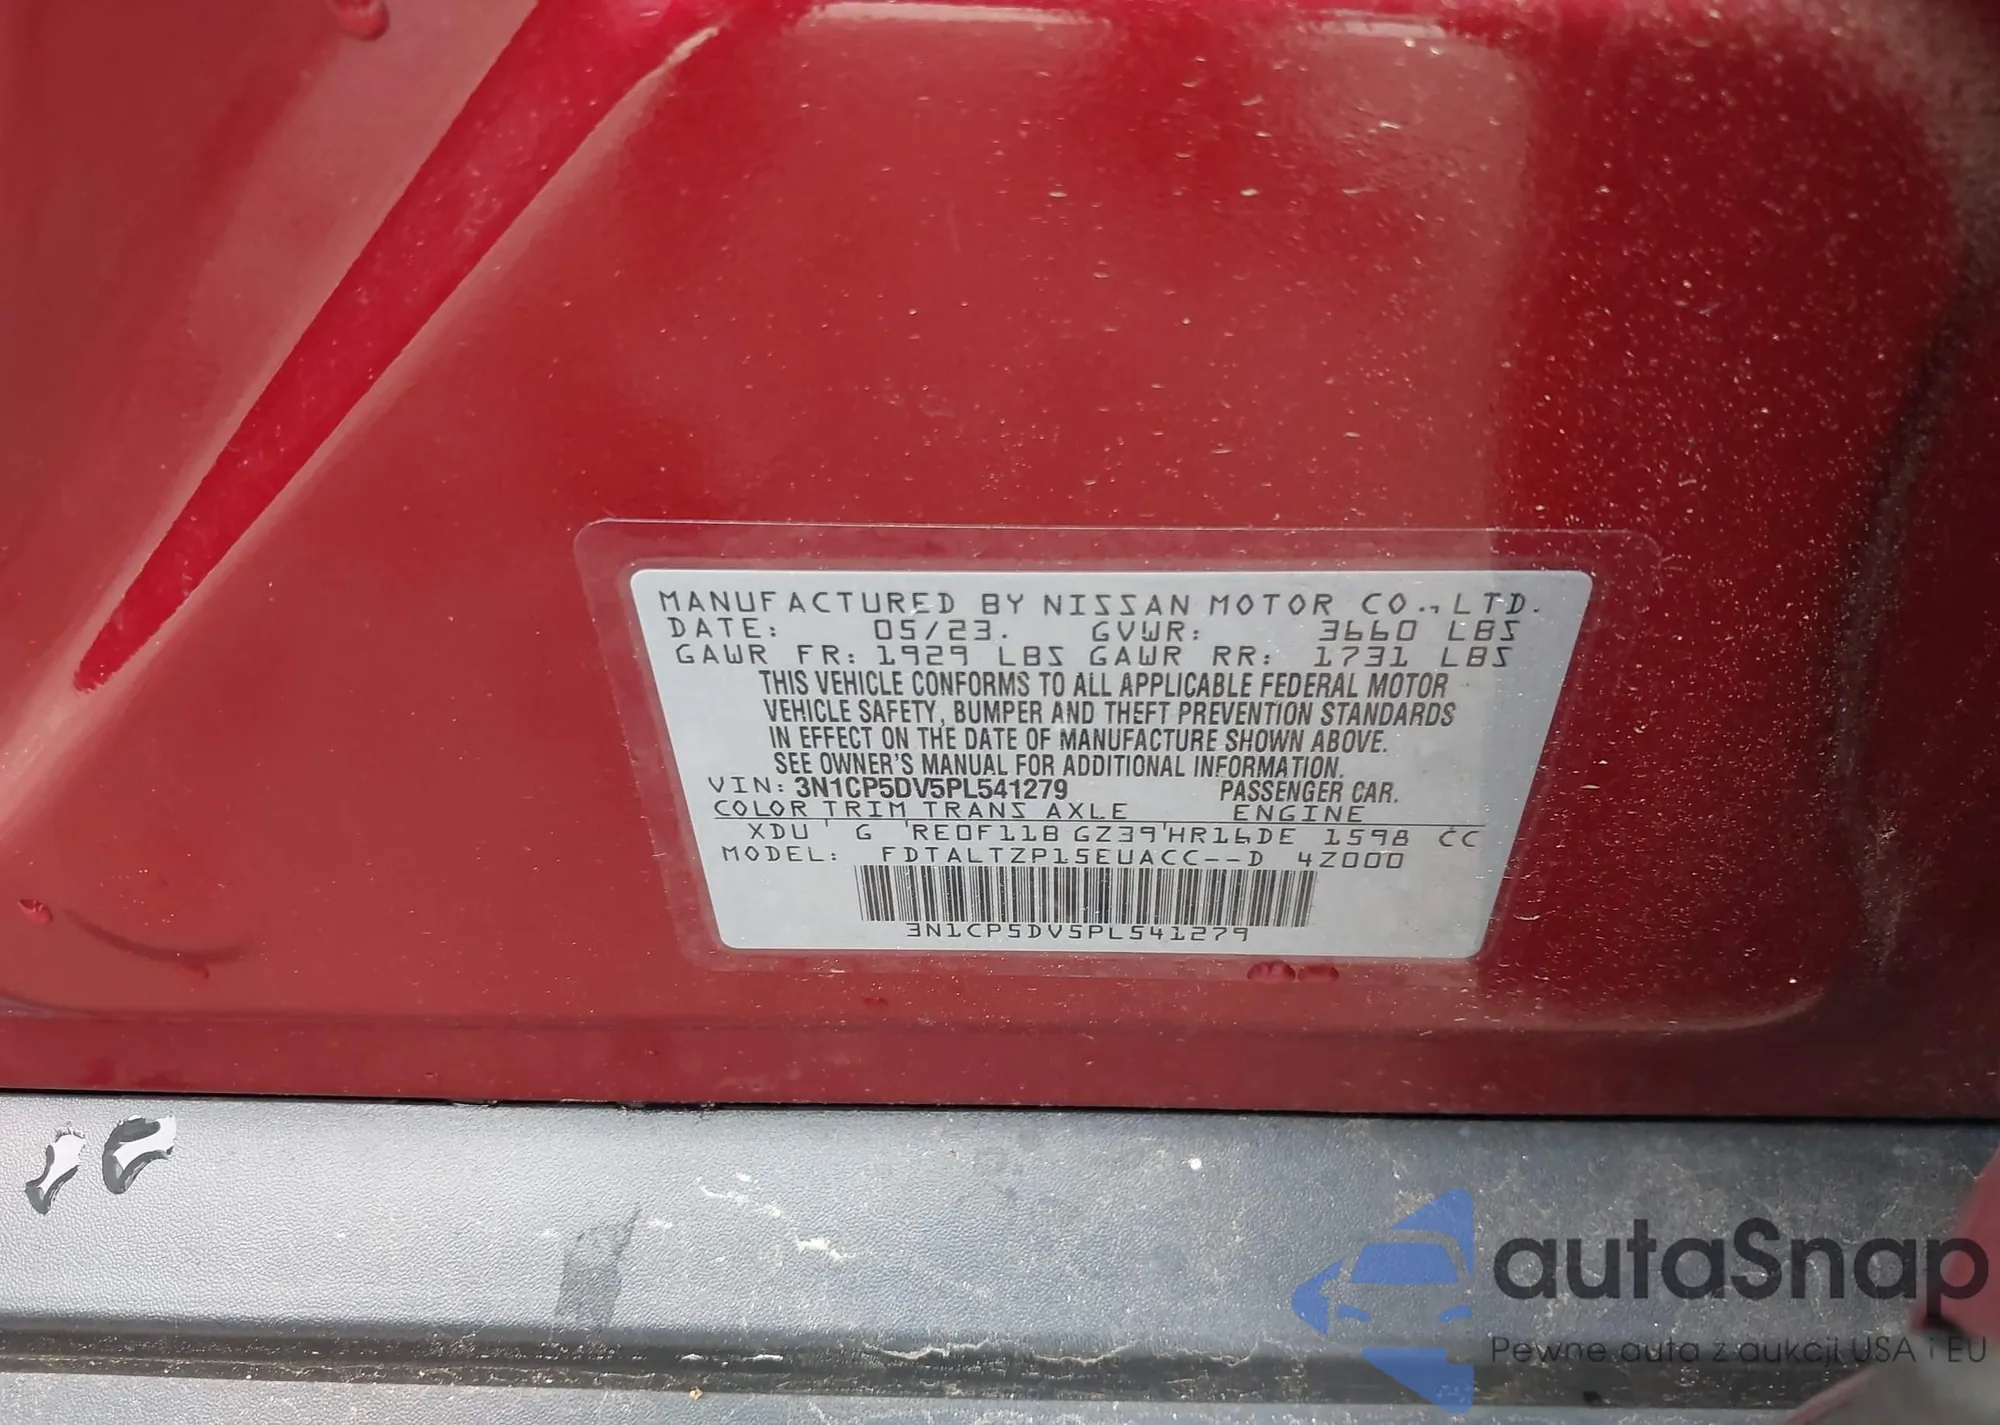 MANUFACTURED BY NISSAN MOTOR CO., LTD.
DATE: 05/23. GVWR: 3660 LBS
GAWR FR: 1929 LBS GAWR RR: 1731 LBS
THIS VEHICLE CONFORMS TO ALL APPLICABLE FEDERAL MOTOR
VEHICLE SAFETY, BUMPER AND THEFT PREVENTION STANDARDS
IN EFFECT ON THE DATE OF MANUFACTURE SHOWN ABOVE.
SEE OWNER'S MANUAL FOR ADDITIONAL INFORMATION.
VIN: 3N1CP5DV5PL541279 PASSENGER CAR.
COLOR TRIM TRANS AXLE ENGINE
XDU G RE0F11B GZ39 HR16DE 1598 CC
MODEL: FDTALTZP15EUACC--D 4Z000
3N1CP5DV5PL541279
autaSnap
Pewne auta z aukcji USA i EU